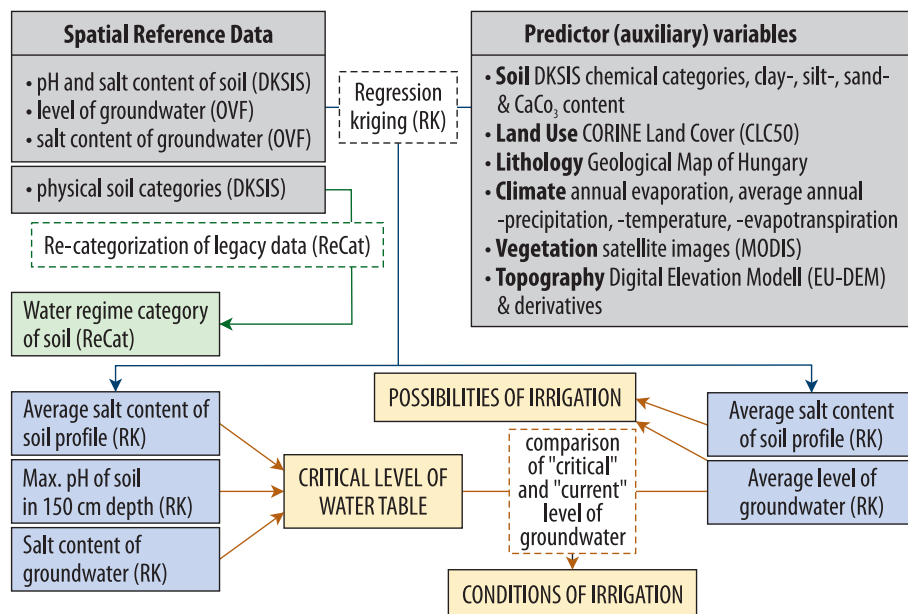 Spatial Reference Data
• pH and salt content of soil (DKSIS)
• level of groundwater (OVF)
• salt content of groundwater (OVF)
• physical soil categories (DKSIS)
Regression
kriging (RK)
Predictor (auxiliary) variables
• Soil DKSIS chemical categories, clay-, silt-, sand-
& CaCo₃ content
• Land Use CORINE Land Cover (CLC50)
• Lithology Geological Map of Hungary
• Climate annual evaporation, average annual
-precipitation, -temperature, -evapotranspiration
• Vegetation satellite images (MODIS)
• Topography Digital Elevation Modell (EU-DEM)
& derivatives
Re-categorization of legacy data (ReCat)
Water regime category
of soil (ReCat)
Average salt content of
soil profile (RK)
Max. pH of soil
in 150 cm depth (RK)
Salt content of
groundwater (RK)
CRITICAL LEVEL OF
WATER TABLE
POSSIBILITIES OF IRRIGATION
comparison
of "critical"
and "current"
level of
groundwater
Average salt content
of soil profile (RK)
Average level of
groundwater (RK)
CONDITIONS OF IRRIGATION